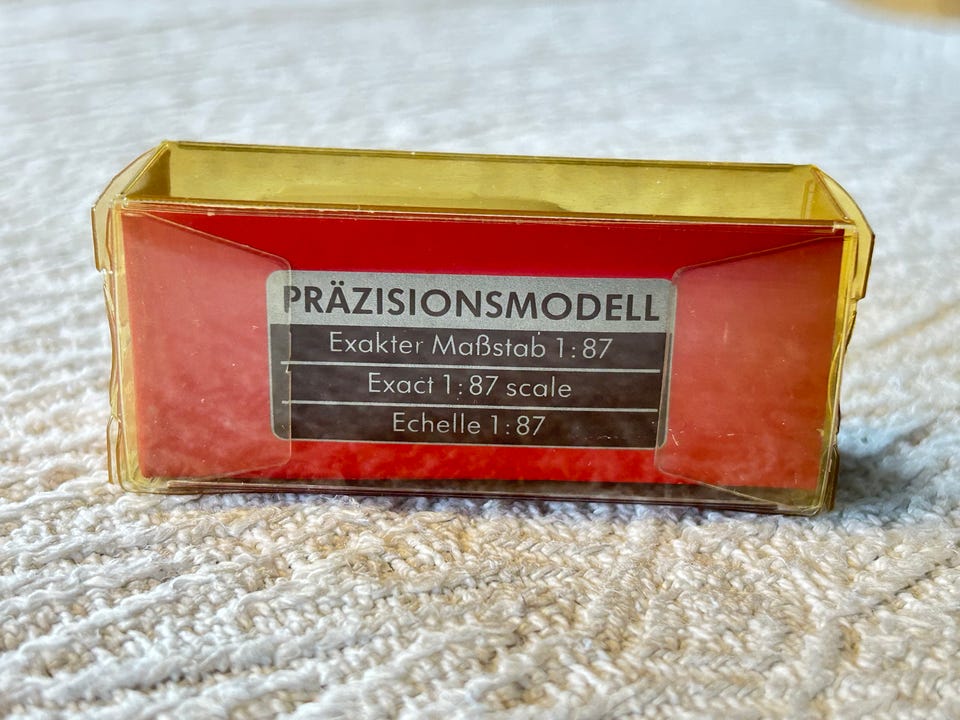 PRÄZISIONSMODELL
Exakter Maßstab 1:87
Exact 1:87 scale
Echelle 1:87